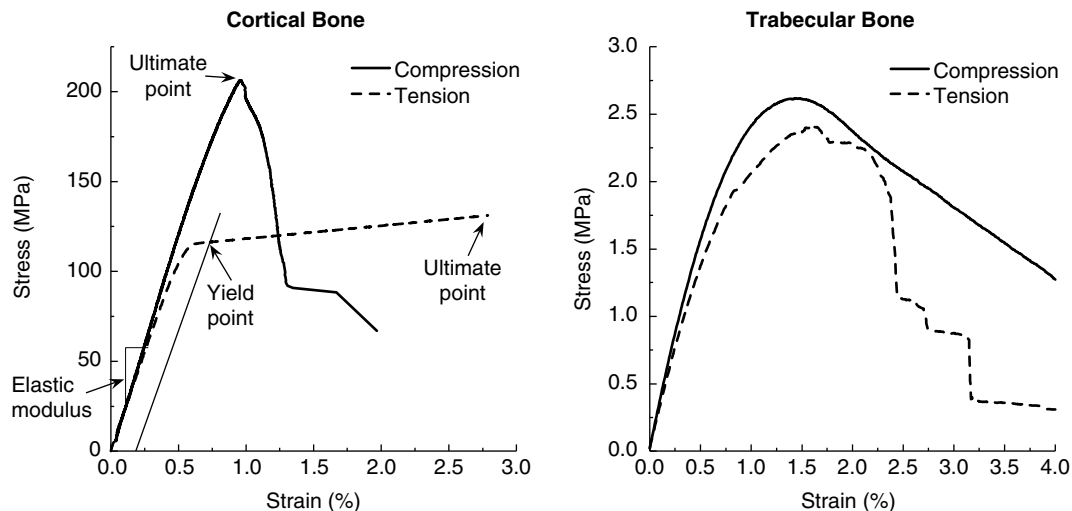 Cortical Bone
Ultimate
point
Compression
Tension
Yield
point
Ultimate
point
Elastic
modulus
Stress (MPa)
200
150
100
50
0
0.0 0.5 1.0 1.5 2.0 2.5 3.0
Strain (%)
Trabecular Bone
Compression
Tension
Stress (MPa)
3.0
2.5
2.0
1.5
1.0
0.5
0.0
0.0 0.5 1.0 1.5 2.0 2.5 3.0 3.5 4.0
Strain (%)